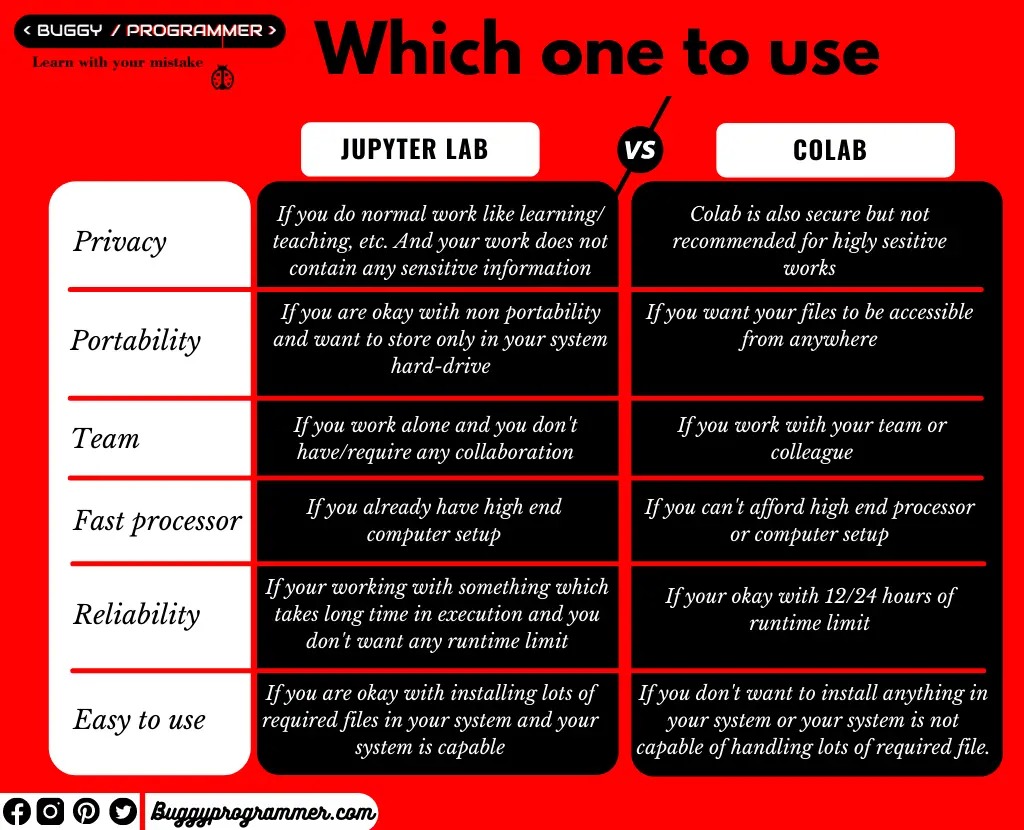 < BUGGY / PROGRAMMER >
Learn with your mistake
Which one to use
JUPYTER LAB
VS
COLAB
Privacy
If you do normal work like learning/
teaching, etc. And your work does not
contain any sensitive information
Colab is also secure but not
recommended for higly sesitive
works
Portability
If you are okay with non portability
and want to store only in your system
hard-drive
If you want your files to be accessible
from anywhere
Team
If you work alone and you don't
have/require any collaboration
If you work with your team or
colleague
Fast processor
If you already have high end
computer setup
If you can't afford high end processor
or computer setup
Reliability
If your working with something which
takes long time in execution and you
don't want any runtime limit
If your okay with 12/24 hours of
runtime limit
Easy to use
If you are okay with installing lots of
required files in your system and your
system is capable
If you don't want to install anything in
your system or your system is not
capable of handling lots of required file.
Buggyprogrammer.com